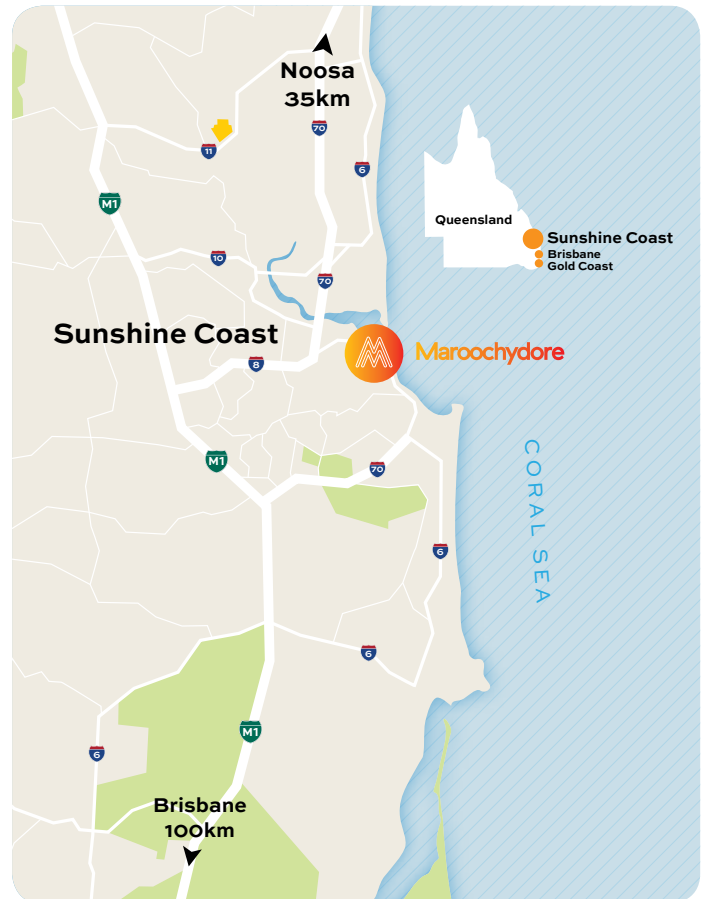 Noosa
35km
70
11
6
M1
Queensland
Sunshine Coast
Brisbane
Gold Coast
10
70
Sunshine Coast
Maroochydore
8
M1
70
CORAL SEA
6
6
M1
6
Brisbane
100km